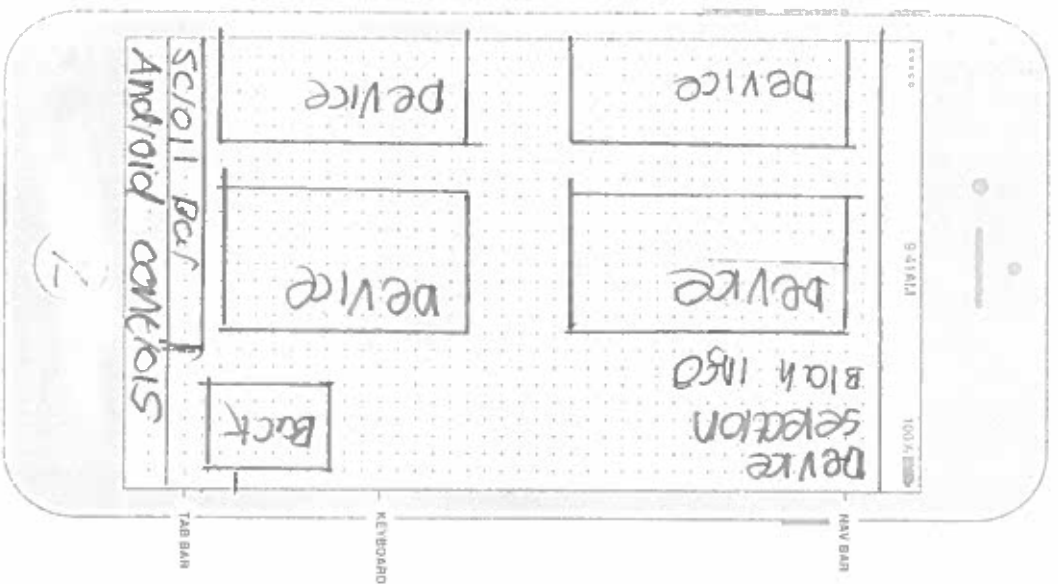 9:41 AM
100%
NAV BAR
Device
selection
Blah Info
Device
Device
Device
Device
Back
KEYBOARD
Scroll Bar
Android controls
TAB BAR